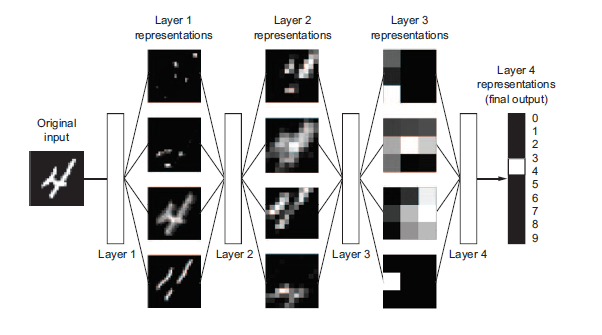 Layer 1
representations
Layer 2
representations
Layer 3
representations
Layer 4
representations
(final output)
Original
input
0
1
2
3
4
5
6
7
8
9
Layer 1
Layer 2
Layer 3
Layer 4